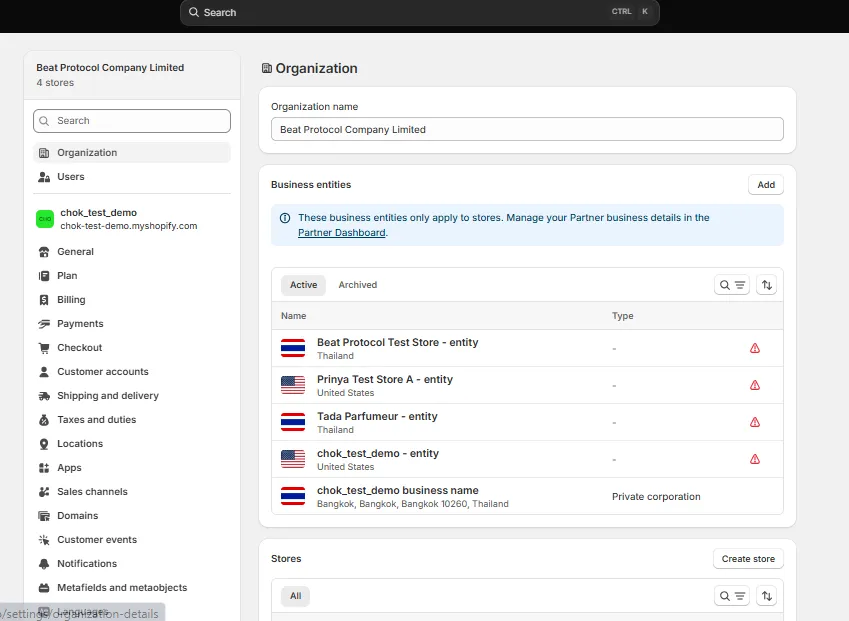 Search
CTRL K
Beat Protocol Company Limited
4 stores
Search
Organization
Users
chok_test_demo
chok-test-demo.myshopify.com
General
Plan
Billing
Payments
Checkout
Customer accounts
Shipping and delivery
Taxes and duties
Locations
Apps
Sales channels
Domains
Customer events
Notifications
Metafields and metaobjects
Languages
/settings/organization-details
Organization
Organization name
Beat Protocol Company Limited
Business entities
Add
These business entities only apply to stores. Manage your Partner business details in the
Partner Dashboard.
Active Archived
Name Type
Beat Protocol Test Store - entity
Thailand
-
Prinya Test Store A - entity
United States
-
Tada Parfumeur - entity
Thailand
-
chok_test_demo - entity
United States
-
chok_test_demo business name
Bangkok, Bangkok, Bangkok 10260, Thailand
Private corporation
Stores
Create store
All